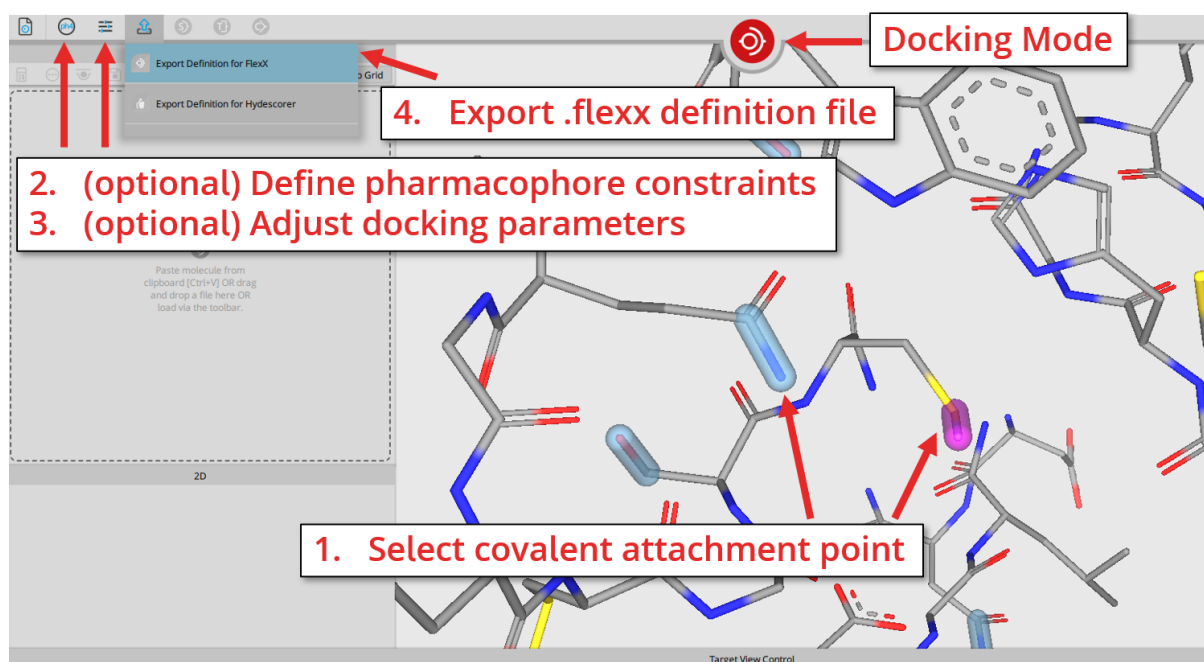 ph4
Docking Mode
Export Definition for FlexX
o Grid
Export Definition for Hydescorer
4. Export .flexx definition file
2. (optional) Define pharmacophore constraints
3. (optional) Adjust docking parameters
Paste molecule from
clipboard [Ctrl+V] OR drag
and drop a file here OR
load via the toolbar.
2D
1. Select covalent attachment point
Target View Control